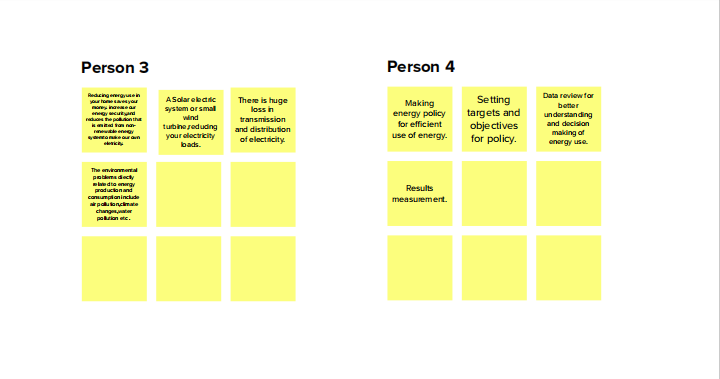 Person 3
Reducing energy use in
your home saves your
money, increase our
energy security,and
reduces the pollution that
is emitted from non-
renewable energy
systems to make our own
eletricity.
A Solar electric
system or small
wind
turbine,reducing
your electricity
loads.
There is huge
loss in
transmission
and distribution
of electricity.
The environmental
problems directly
related to energy
production and
consumption include
air pollution,climate
changes,water
pollution etc.
Person 4
Making
energy policy
for efficient
use of energy.
Setting
targets and
objectives
for policy.
Data review for
better
understanding
and decision
making of
energy use.
Results
measurement.